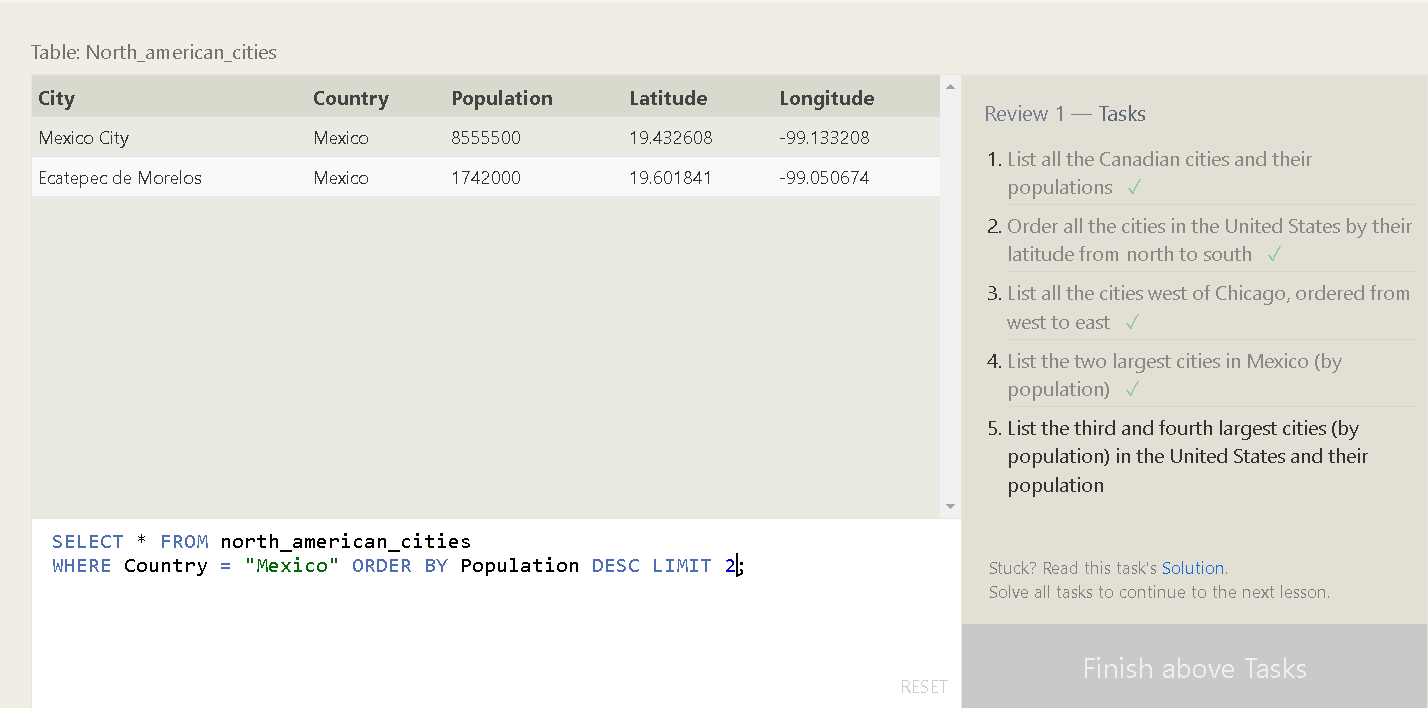 Table: North_american_cities
City Country Population Latitude Longitude
Mexico City Mexico 8555500 19.432608 -99.133208
Ecatepec de Morelos Mexico 1742000 19.601841 -99.050674
SELECT * FROM north_american_cities
WHERE Country = "Mexico" ORDER BY Population DESC LIMIT 2;
RESET
Review 1 — Tasks
1. List all the Canadian cities and their
populations ✓
2. Order all the cities in the United States by their
latitude from north to south ✓
3. List all the cities west of Chicago, ordered from
west to east ✓
4. List the two largest cities in Mexico (by
population) ✓
5. List the third and fourth largest cities (by
population) in the United States and their
population
Stuck? Read this task's Solution.
Solve all tasks to continue to the next lesson.
Finish above Tasks